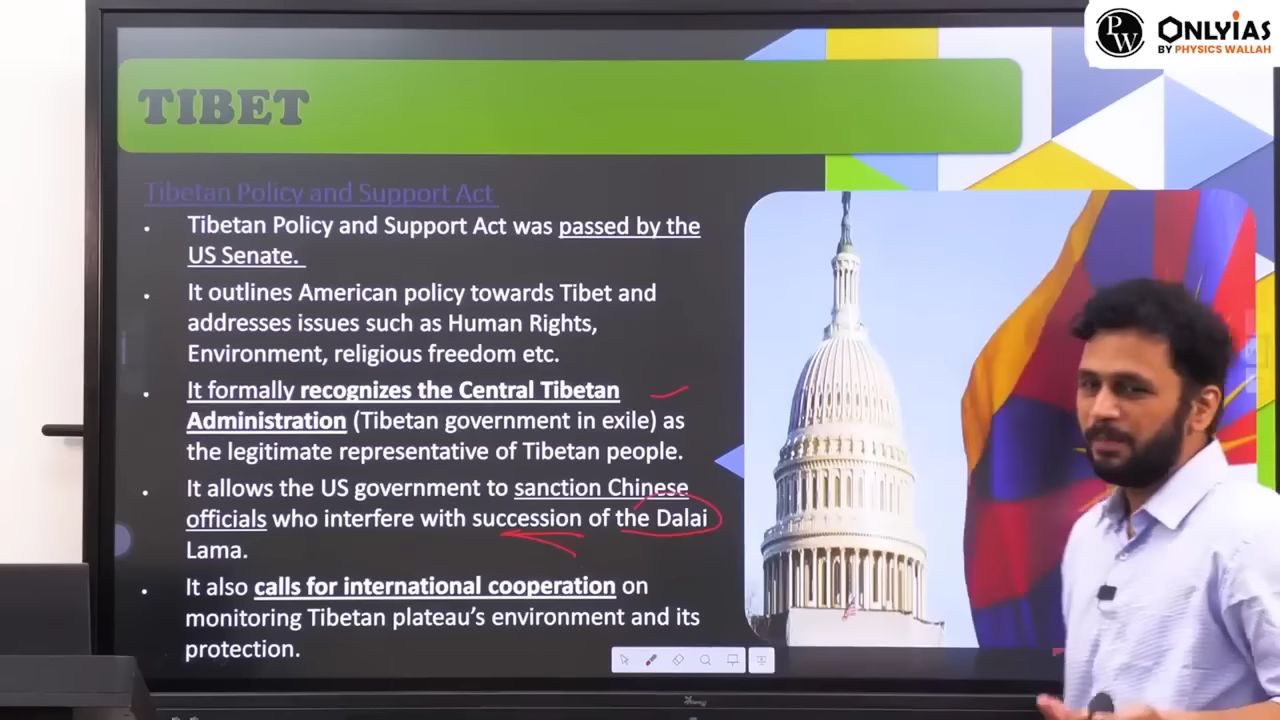 PW
ONLYIAS
BY PHYSICS WALLAH
TIBET
Tibetan Policy and Support Act
• Tibetan Policy and Support Act was passed by the
US Senate.
• It outlines American policy towards Tibet and
addresses issues such as Human Rights,
Environment, religious freedom etc.
• It formally recognizes the Central Tibetan
Administration (Tibetan government in exile) as
the legitimate representative of Tibetan people.
• It allows the US government to sanction Chinese
officials who interfere with succession of the Dalai
Lama.
• It also calls for international cooperation on
monitoring Tibetan plateau’s environment and its
protection.